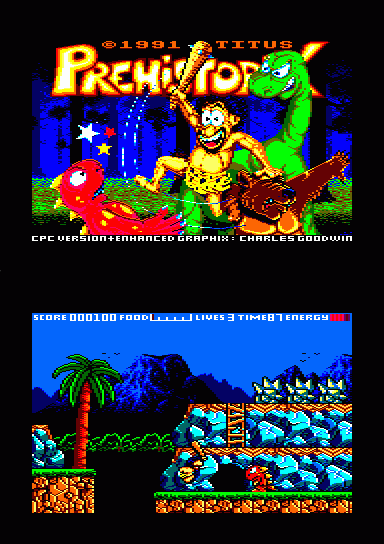 ©1991 TITUS
PREHISTORIK
CPC VERSION+ENHANCED GRAPHIX: CHARLES GOODWIN
SCORE 000100 FOOD LIVES 3 TIME 87 ENERGY